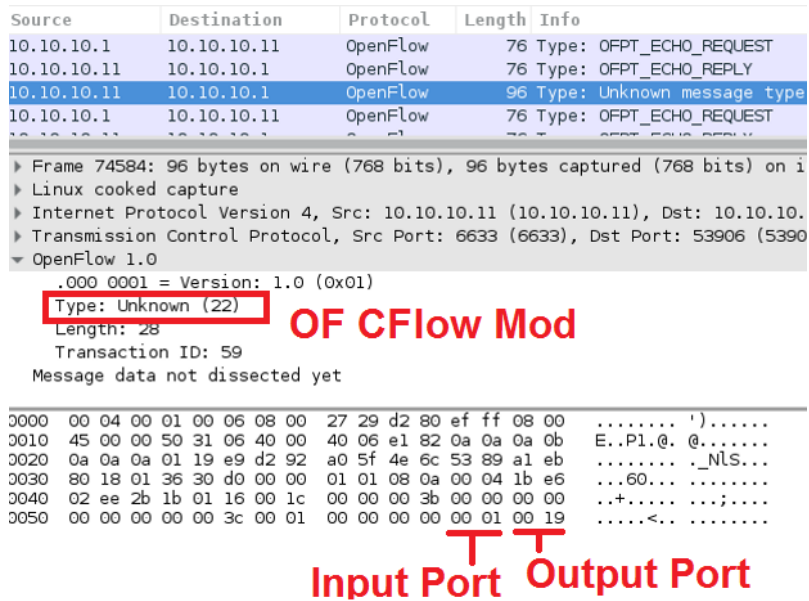 Source Destination Protocol Length Info
10.10.10.1 10.10.10.11 OpenFlow 76 Type: OFPT_ECHO_REQUEST
10.10.10.11 10.10.10.1 OpenFlow 76 Type: OFPT_ECHO_REPLY
10.10.10.11 10.10.10.1 OpenFlow 96 Type: Unknown message type
10.10.10.1 10.10.10.11 OpenFlow 76 Type: OFPT_ECHO_REQUEST
Frame 74584: 96 bytes on wire (768 bits), 96 bytes captured (768 bits) on i
Linux cooked capture
Internet Protocol Version 4, Src: 10.10.10.11 (10.10.10.11), Dst: 10.10.10.
Transmission Control Protocol, Src Port: 6633 (6633), Dst Port: 53906 (5390
OpenFlow 1.0
.000 0001 = Version: 1.0 (0x01)
Type: Unknown (22)
OF CFlow Mod
Length: 28
Transaction ID: 59
Message data not dissected yet
0000 00 04 00 01 00 06 08 00 27 29 d2 80 ef ff 08 00 ........ ')......
0010 45 00 00 50 31 06 40 00 40 06 e1 82 0a 0a 0a 0b E..P1.@. @.......
0020 0a 0a 0a 01 19 e9 d2 92 a0 5f 4e 6c 53 89 a1 eb ........ ._NlS...
0030 80 18 01 36 30 d0 00 00 01 01 08 0a 00 04 1b e6 ...60... ........
0040 02 ee 2b 1b 01 16 00 1c 00 00 00 3b 00 00 00 00 ..+..... ...;....
0050 00 00 00 00 00 3c 00 01 00 00 00 00 00 01 00 19 .....<.. ........
Input Port Output Port